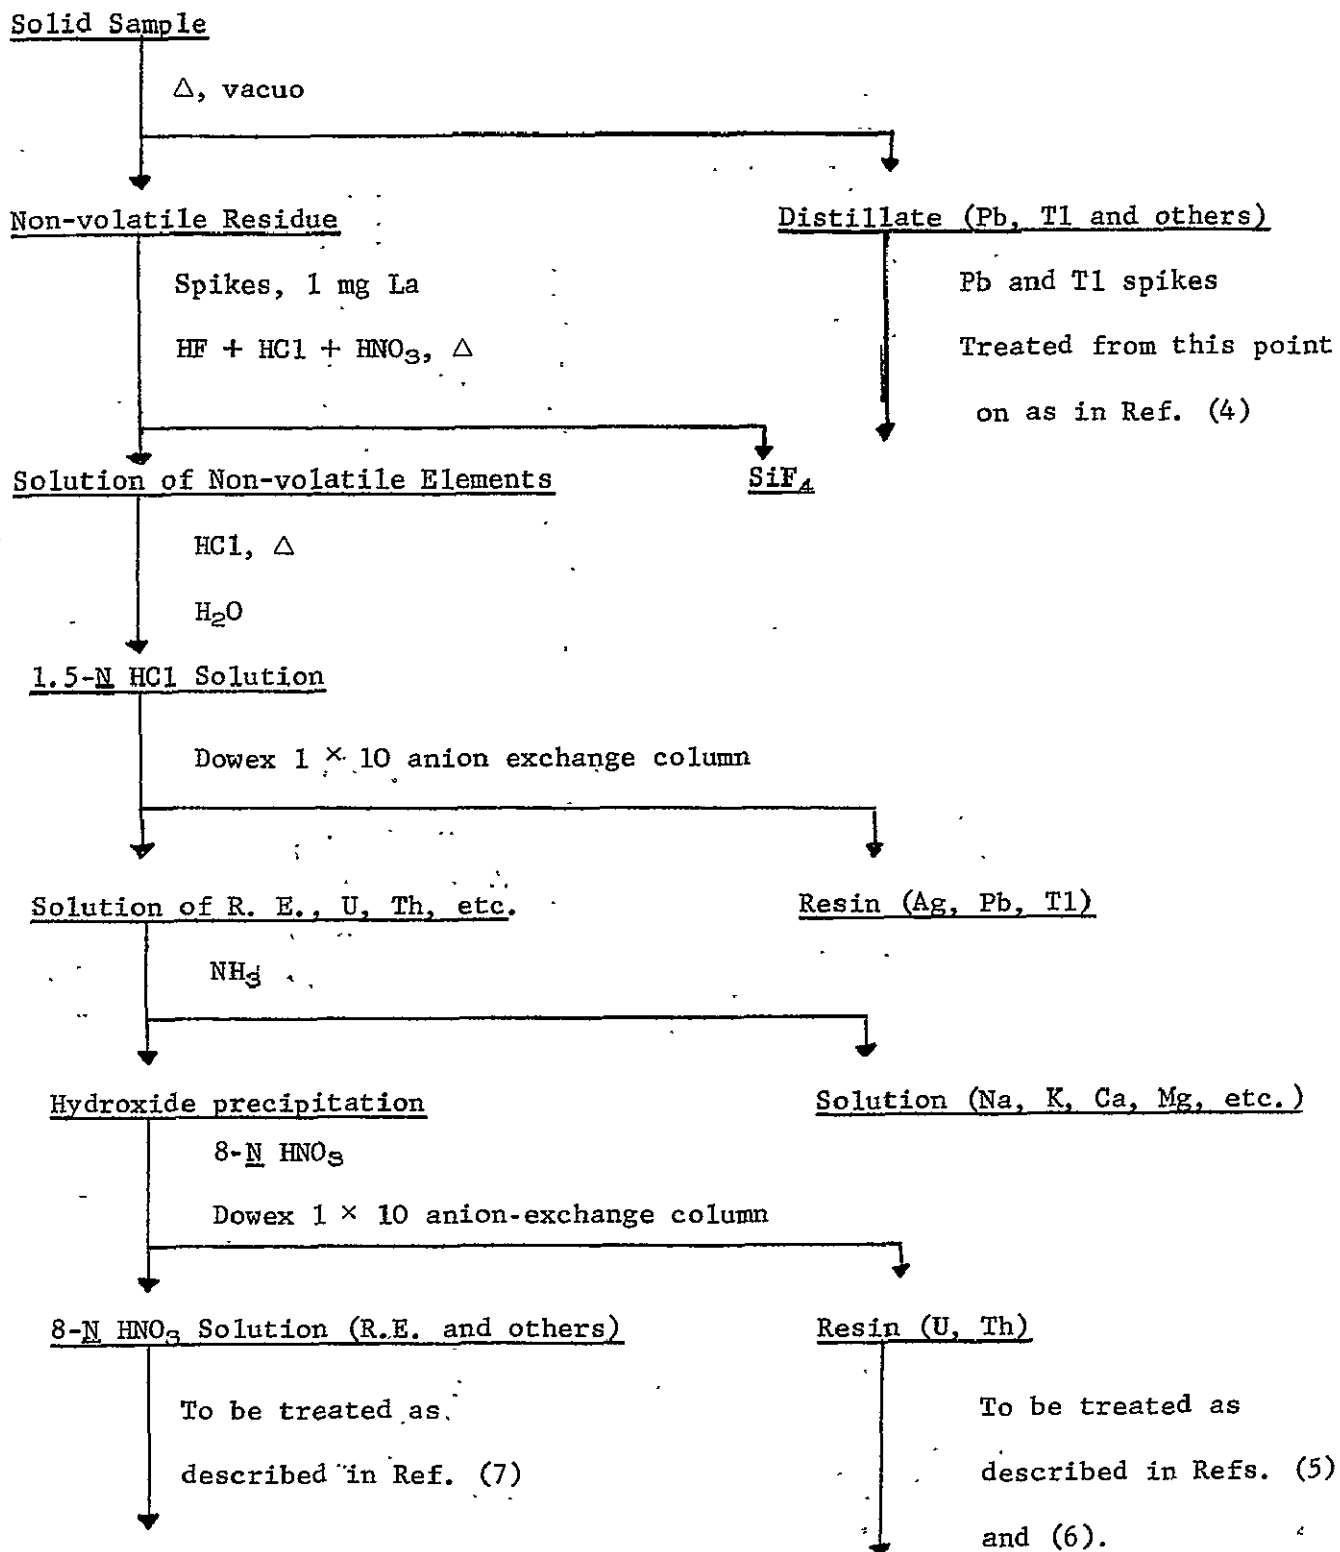 Solid Sample
△, vacuo
Non-volatile Residue
Distillate (Pb, Tl and others)
Spikes, 1 mg La
Pb and Tl spikes
HF + HCl + HNO₃, △
Treated from this point
on as in Ref. (4)
Solution of Non-volatile Elements
SiF₄
HCl, △
H₂O
1.5-N HCl Solution
Dowex 1 × 10 anion exchange column
Solution of R. E., U, Th, etc.
Resin (Ag, Pb, Tl)
NH₃
Hydroxide precipitation
Solution (Na, K, Ca, Mg, etc.)
8-N HNO₃
Dowex 1 × 10 anion-exchange column
8-N HNO₃ Solution (R.E. and others)
Resin (U, Th)
To be treated as
described in Ref. (7)
To be treated as
described in Refs. (5)
and (6).